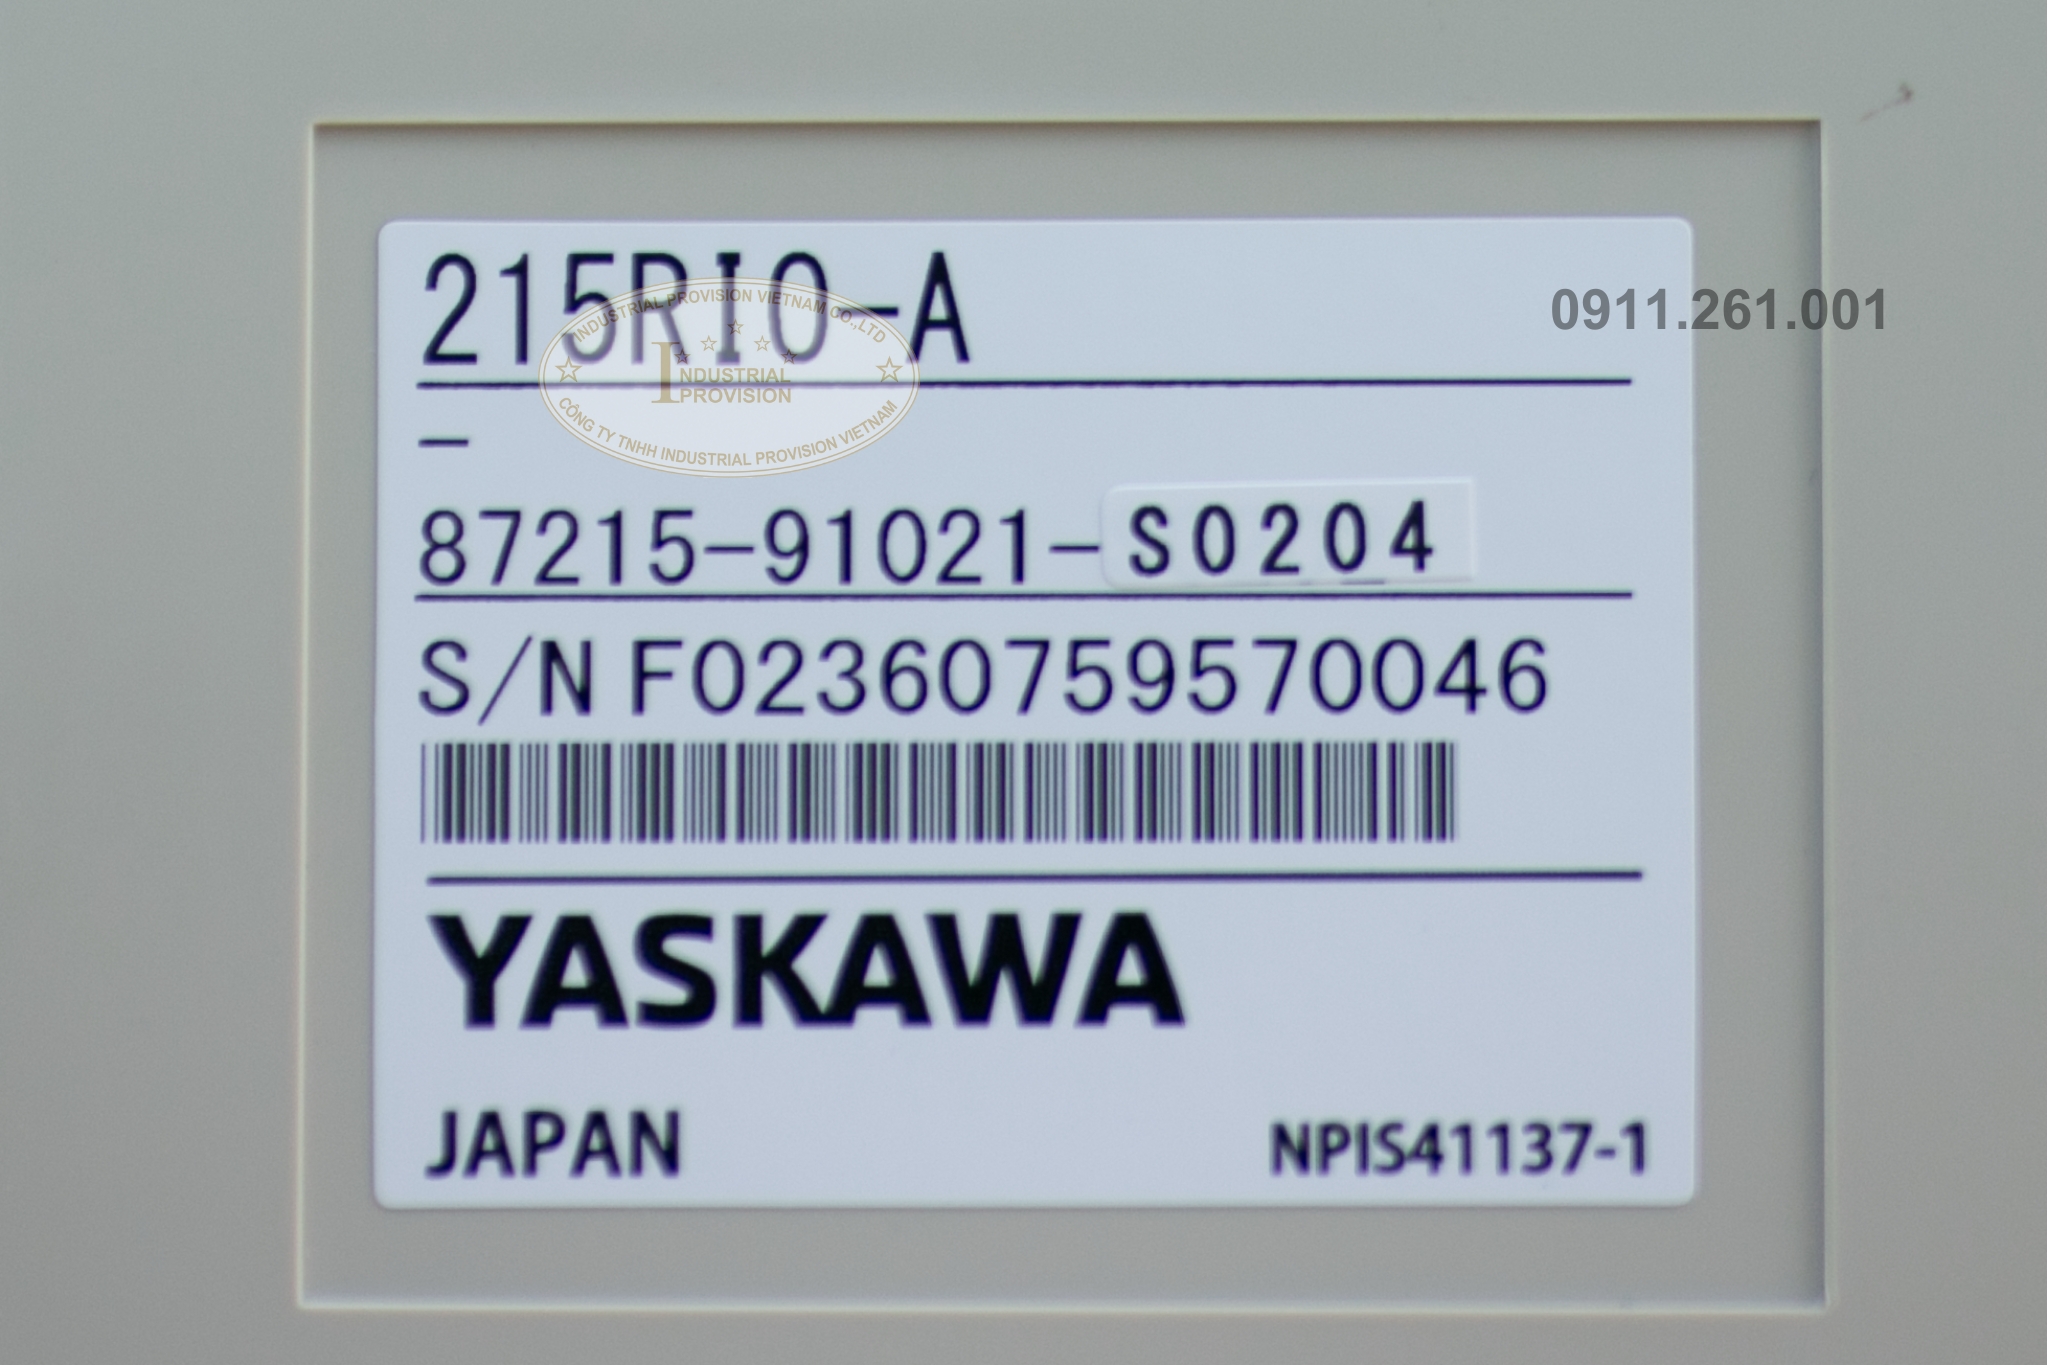 215RIO-A
0911.261.001
INDUSTRIAL PROVISION VIETNAM CO.,LTD
INDUSTRIAL
PROVISION
CÔNG TY TNHH INDUSTRIAL PROVISION VIETNAM
-
87215-91021-S0204
S/N F02360759570046
YASKAWA
JAPAN
NPIS41137-1